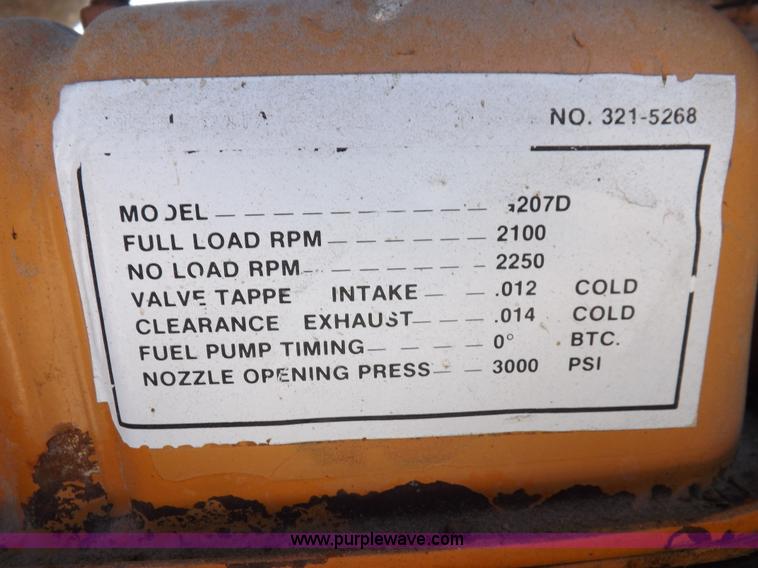 NO. 321-5268
MODEL 207D
FULL LOAD RPM 2100
NO LOAD RPM 2250
VALVE TAPPE INTAKE .012 COLD
CLEARANCE EXHAUST .014 COLD
FUEL PUMP TIMING 0° BTC.
NOZZLE OPENING PRESS 3000 PSI
www.purplewave.com